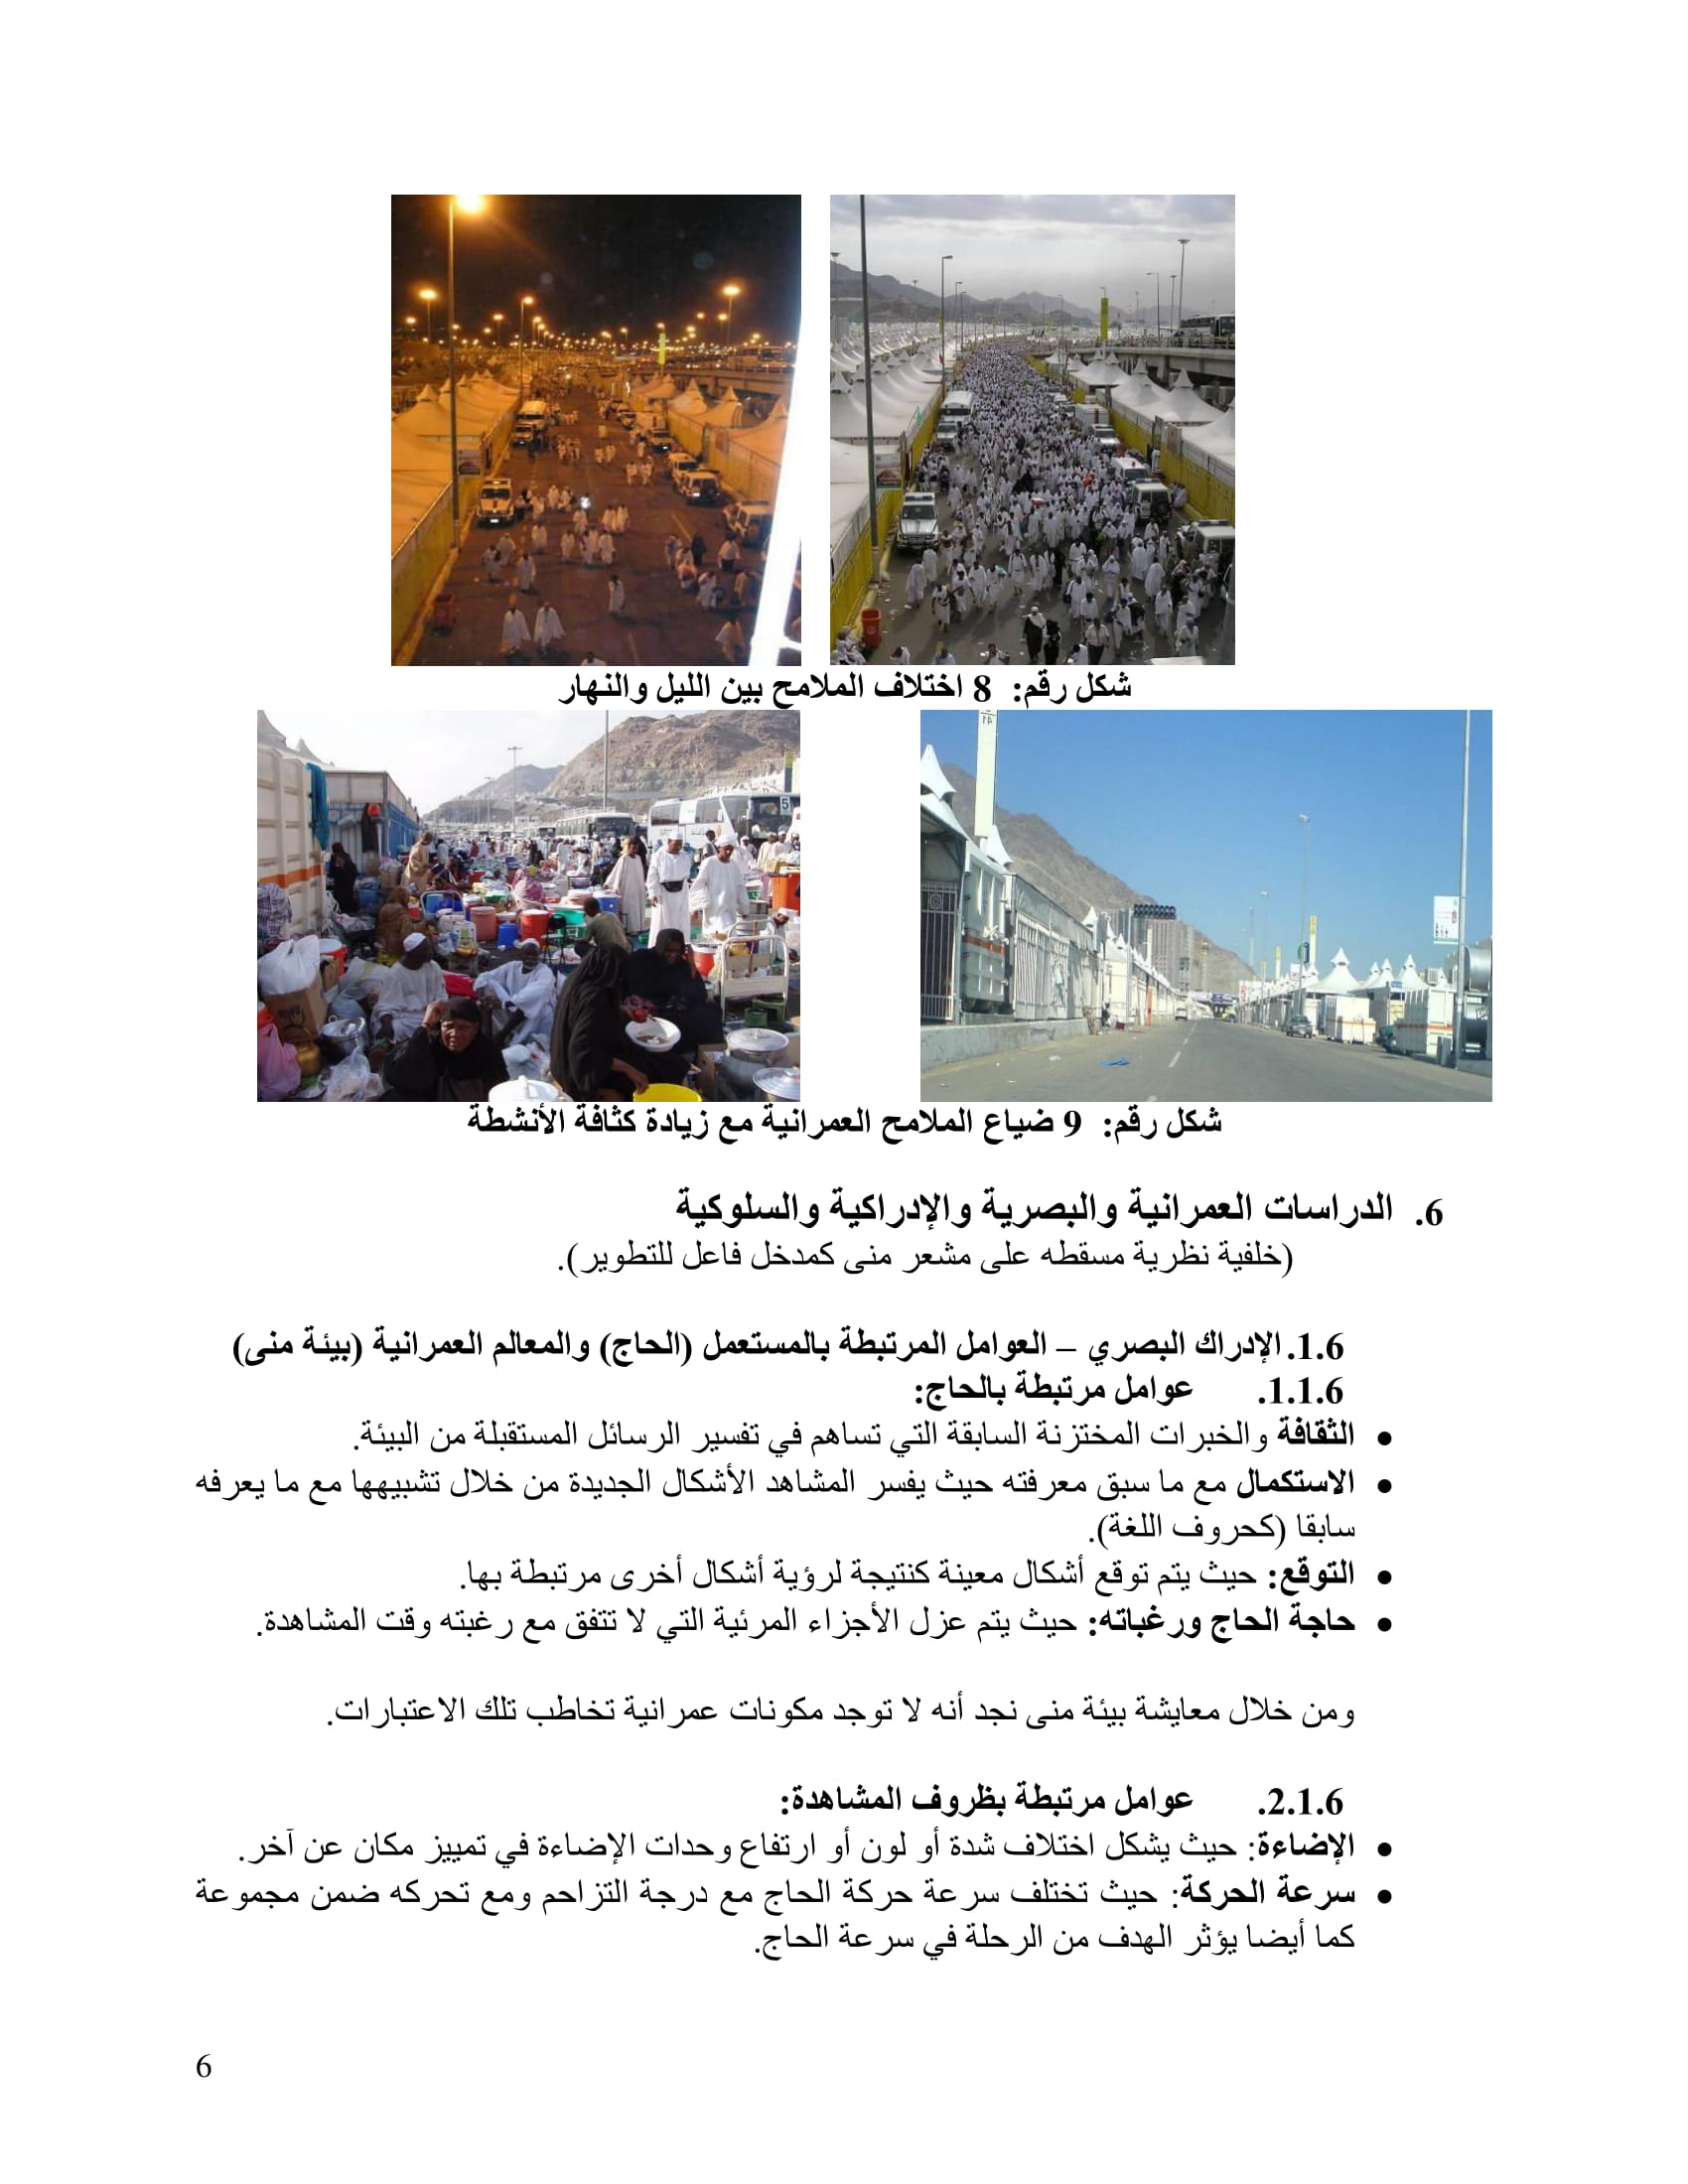 شكل رقم: 8 اختلاف الملامح بين الليل والنهار
41
5
شكل رقم: 9 ضياع الملامح العمرانية مع زيادة كثافة الأنشطة
6. الدراسات العمرانية والبصرية والإدراكية والسلوكية
(خلفية نظرية مسقطه على مشعر منى كمدخل فاعل للتطوير).
1.6. الإدراك البصري – العوامل المرتبطة بالمستعمل (الحاج) والمعالم العمرانية (بيئة منى)
1.1.6. عوامل مرتبطة بالحاج:
• الثقافة والخبرات المختزنة السابقة التي تساهم في تفسير الرسائل المستقبلة من البيئة.
• الاستكمال مع ما سبق معرفته حيث يفسر المشاهد الأشكال الجديدة من خلال تشبيهها مع ما يعرفه
سابقا (كحروف اللغة).
• التوقع: حيث يتم توقع أشكال معينة كنتيجة لرؤية أشكال أخرى مرتبطة بها.
• حاجة الحاج ورغباته: حيث يتم عزل الأجزاء المرئية التي لا تتفق مع رغبته وقت المشاهدة.
ومن خلال معايشة بيئة منى نجد أنه لا توجد مكونات عمرانية تخاطب تلك الاعتبارات.
2.1.6. عوامل مرتبطة بظروف المشاهدة:
• الإضاءة: حيث يشكل اختلاف شدة أو لون أو ارتفاع وحدات الإضاءة في تمييز مكان عن آخر.
• سرعة الحركة: حيث تختلف سرعة حركة الحاج مع درجة التزاحم ومع تحركه ضمن مجموعة
كما أيضا يؤثر الهدف من الرحلة في سرعة الحاج.
6